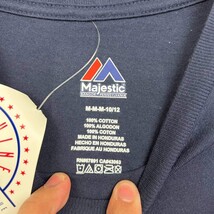 Majestic
M-M-M-10/12
100% COTTON
100% ALGODON
100% COTON
MADE IN HONDURAS
HECHO EN HONDURAS
FABRIQUE AU HONDURAS